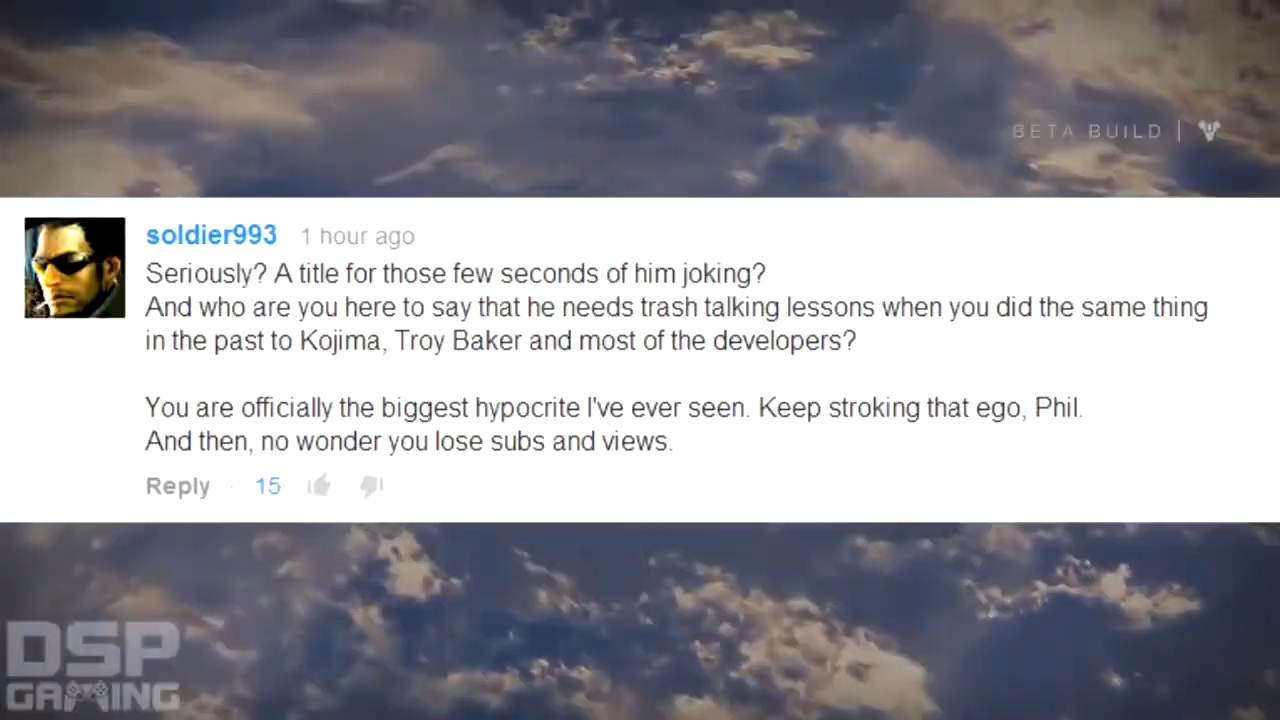 BETA BUILD
soldier993 1 hour ago
Seriously? A title for those few seconds of him joking?
And who are you here to say that he needs trash talking lessons when you did the same thing
in the past to Kojima, Troy Baker and most of the developers?
You are officially the biggest hypocrite I've ever seen. Keep stroking that ego, Phil.
And then, no wonder you lose subs and views.
Reply · 15
DSP
GAMING